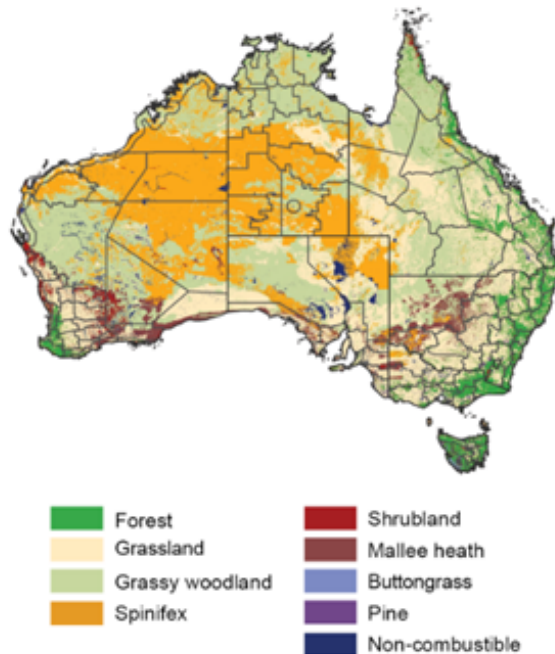 Forest
Grassland
Grassy woodland
Spinifex
Shrubland
Mallee heath
Buttongrass
Pine
Non-combustible